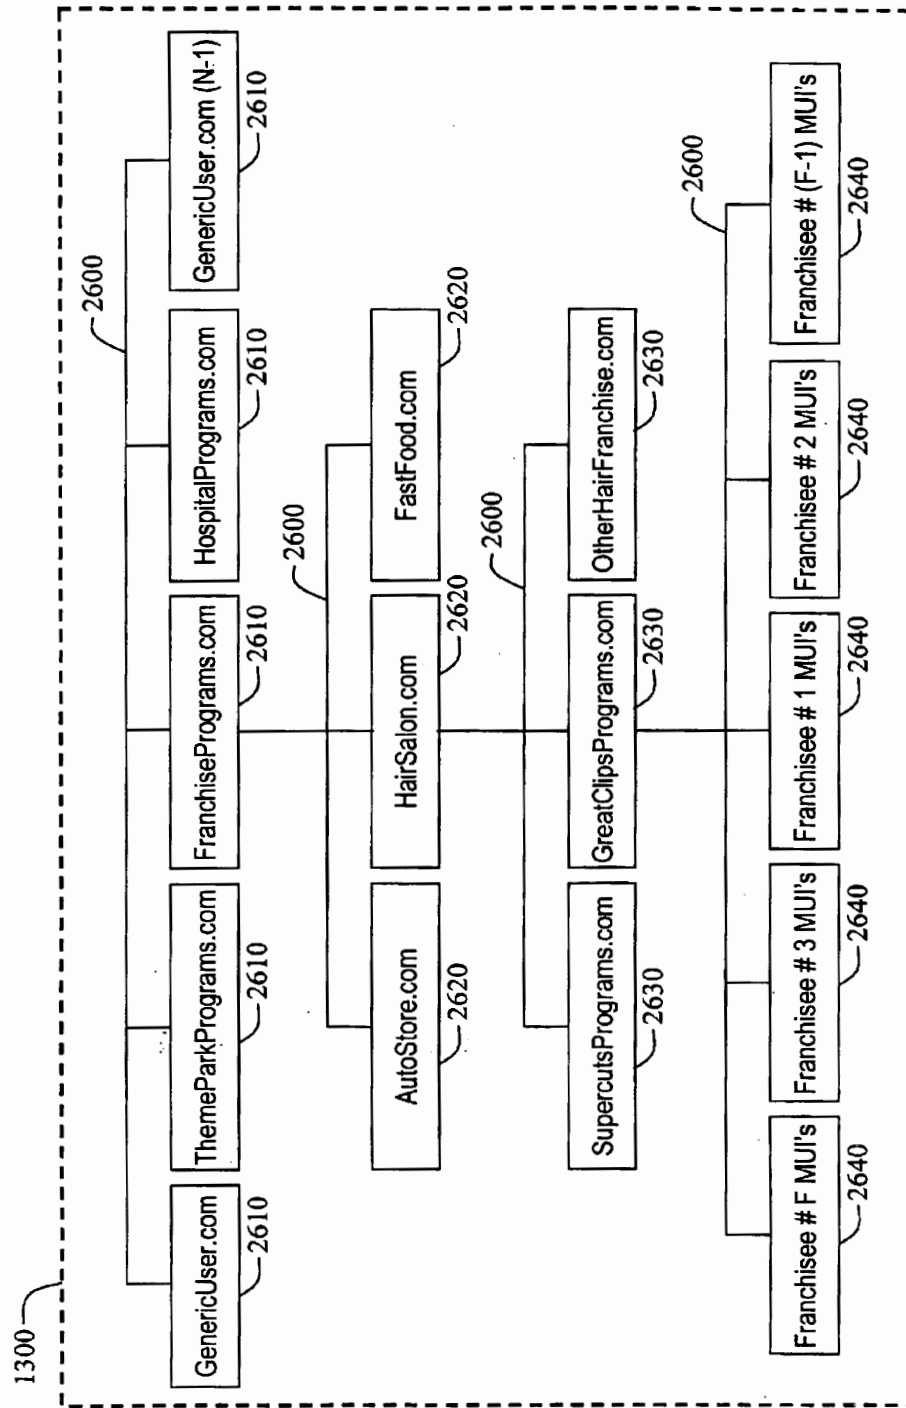 1300
2600
GenericUser.com
2610
ThemeParkPrograms.com
2610
FranchisePrograms.com
2610
HospitalPrograms.com
2610
GenericUser.com (N-1)
2610
2600
AutoStore.com
2620
HairSalon.com
2620
FastFood.com
2620
2600
SupercutsPrograms.com
2630
GreatClipsPrograms.com
2630
OtherHairFranchise.com
2630
2600
Franchisee # F MUI's
2640
Franchisee # 3 MUI's
2640
Franchisee # 1 MUI's
2640
Franchisee # 2 MUI's
2640
Franchisee # (F-1) MUI's
2640